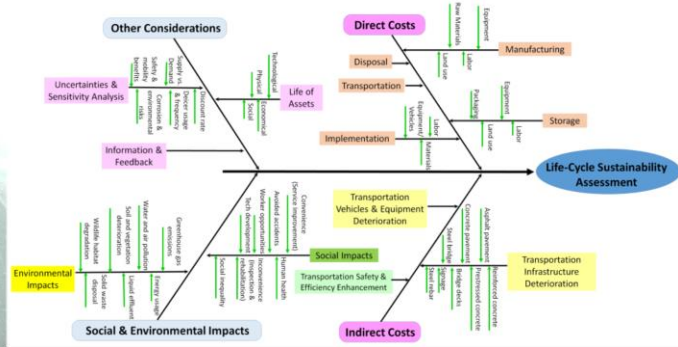 Other Considerations
Direct Costs
Uncertainties &
Sensitivity Analysis
Safety &
mobility
benefits
Supply vs.
Demand
Corrosion &
environmental
risks
Deicer usage
& frequency
Discount rate
Technological
Physical
Economical
Social
Life of
Assets
Information &
Feedback
Raw Materials
Equipment
Land use
Labor
Manufacturing
Disposal
Transportation
Implementation
Equipment/
Vehicles
Labor
Materials
Packaging
Equipment
Land use
Labor
Storage
Life-Cycle Sustainability
Assessment
Environmental
Impacts
Wildlife habitat
degradation
Soil and vegetation
deterioration
Water and air pollution
Greenhouse gas
emissions
Solid waste
disposal
Liquid effluent
Energy usage
Tech development
Worker opportunities
Avoided accidents
Convenience
(Service improvement)
Social inequality
Inconvenience
(Inspection &
rehabilitation)
Human health
Social Impacts
Transportation
Vehicles & Equipment
Deterioration
Transportation Safety &
Efficiency Enhancement
Steel bridge
Concrete pavement
Asphalt pavement
Steel rebar
Signage
Bridge decks
Prestressed concrete
Reinforced concrete
Transportation
Infrastructure
Deterioration
Social & Environmental Impacts
Indirect Costs